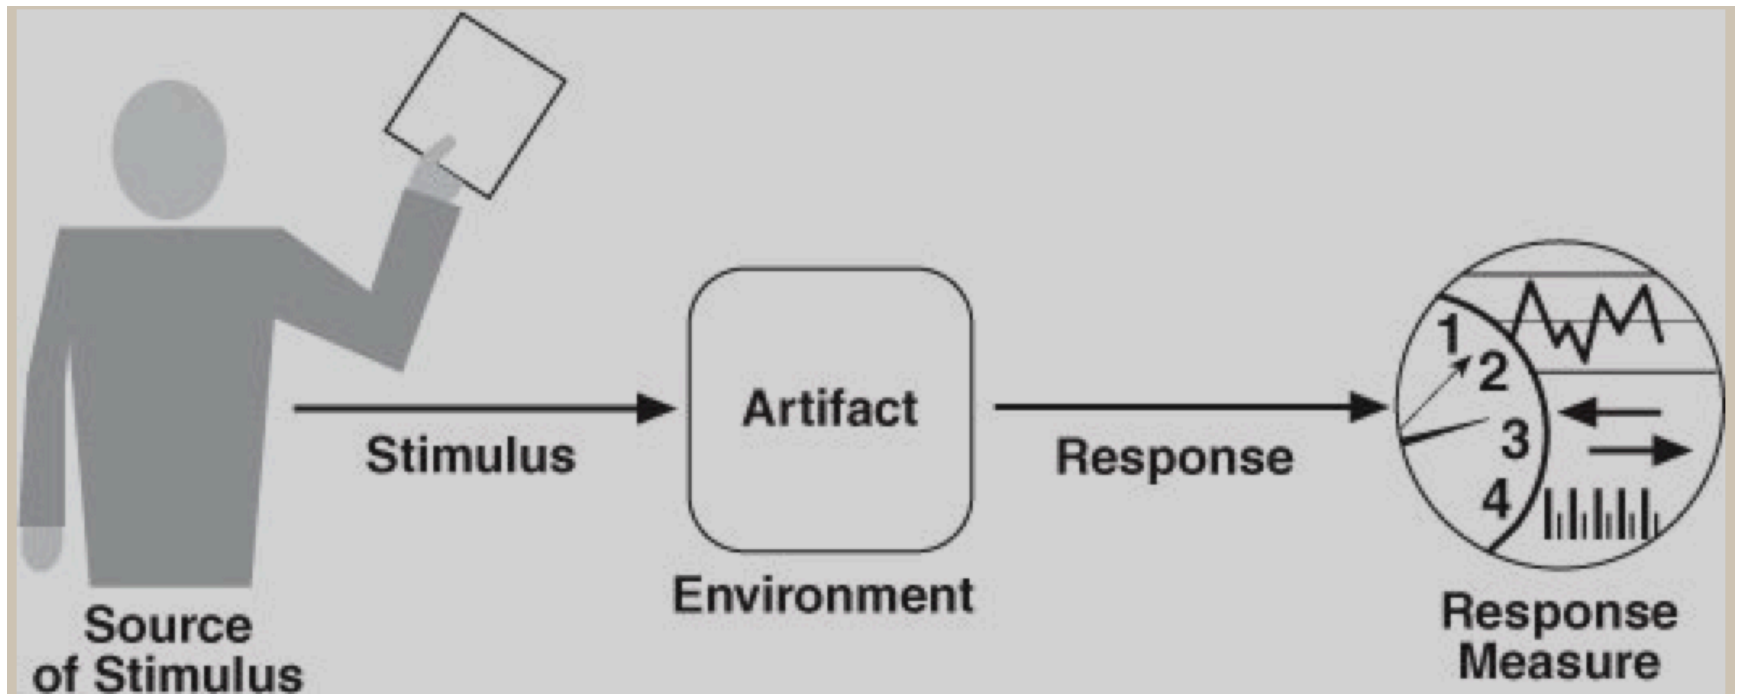 Source
of Stimulus
Stimulus
Artifact
Environment
Response
1
2
3
4
Response
Measure